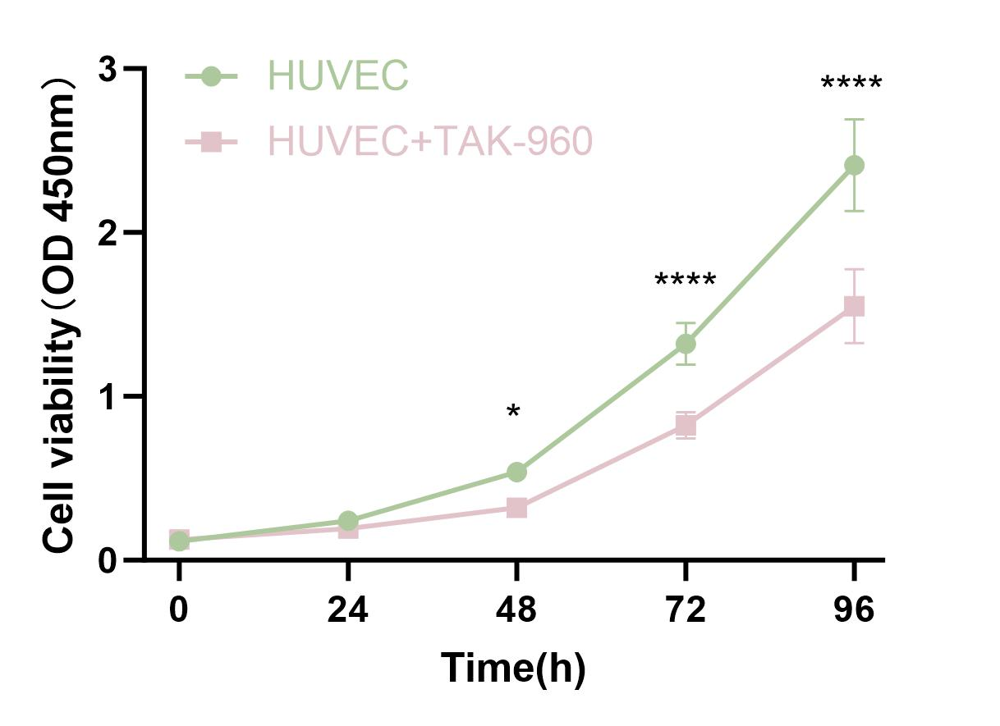 HUVEC
HUVEC+TAK-960
Cell viability（OD 450nm）
3
2
1
0
****
****
*
0 24 48 72 96
Time(h)